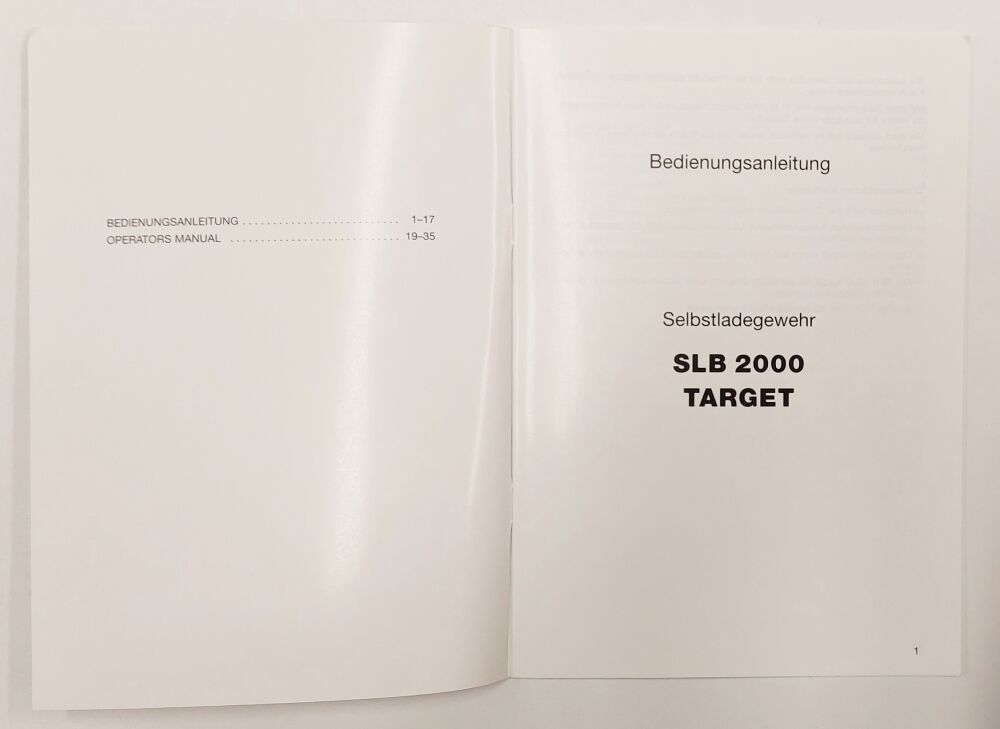 BEDIENUNGSANLEITUNG .......................... 1–17
OPERATORS MANUAL ............................ 19–35
Bedienungsanleitung
Selbstladegewehr
SLB 2000
TARGET
1